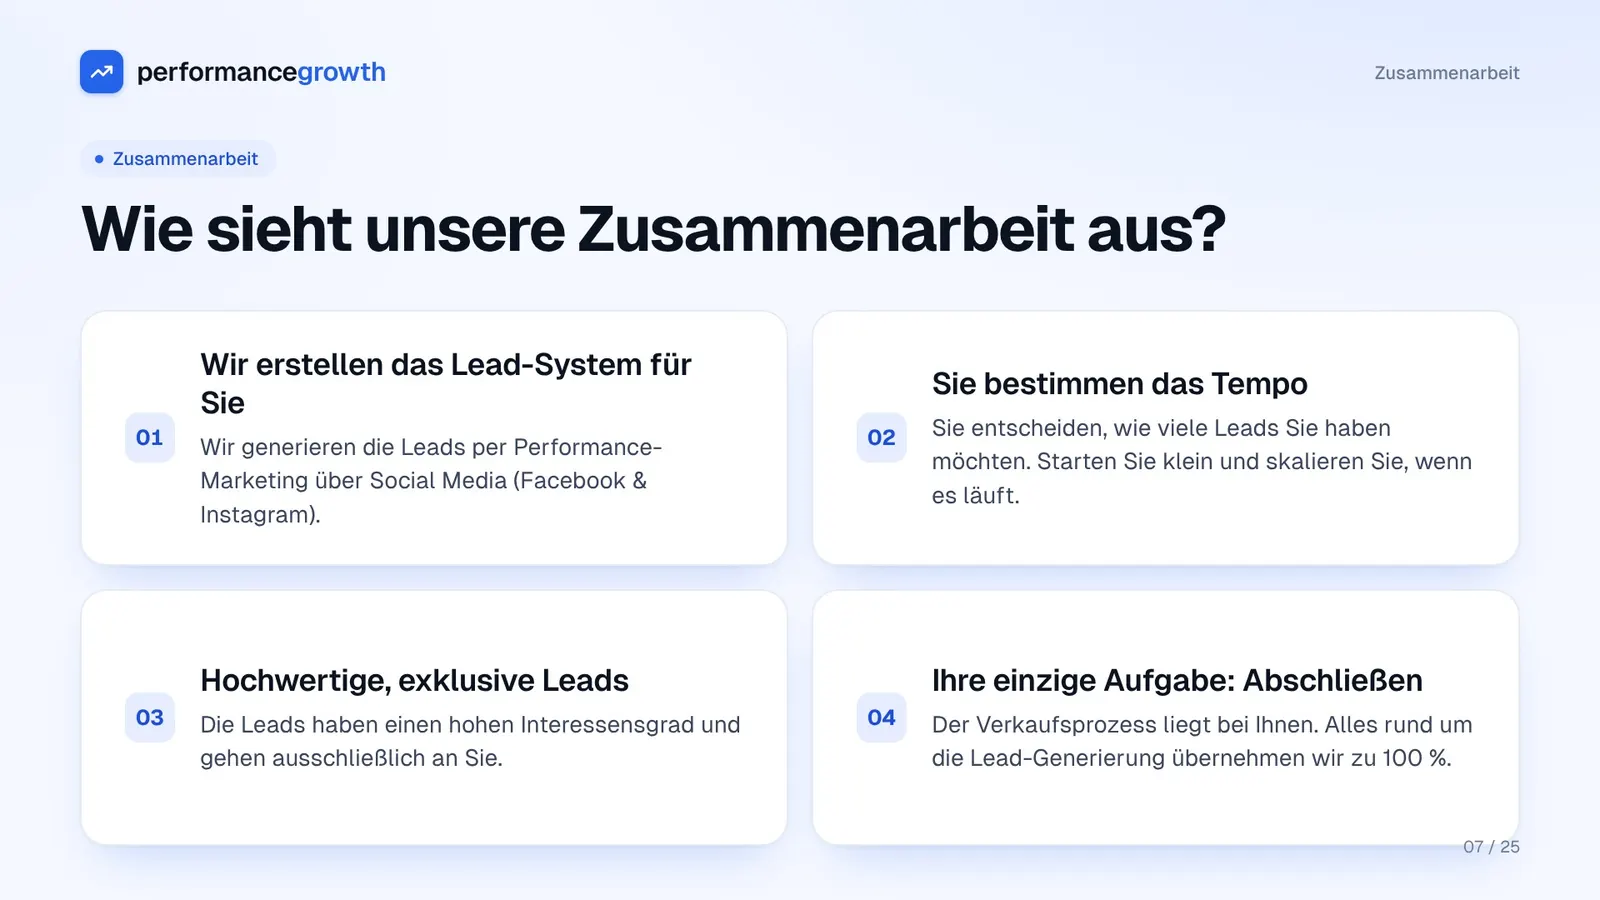 performancegrowth
Zusammenarbeit
Zusammenarbeit
Wie sieht unsere Zusammenarbeit aus?
01
Wir erstellen das Lead-System für
Sie
Wir generieren die Leads per Performance-
Marketing über Social Media (Facebook &
Instagram).
02
Sie bestimmen das Tempo
Sie entscheiden, wie viele Leads Sie haben
möchten. Starten Sie klein und skalieren Sie, wenn
es läuft.
03
Hochwertige, exklusive Leads
Die Leads haben einen hohen Interessensgrad und
gehen ausschließlich an Sie.
04
Ihre einzige Aufgabe: Abschließen
Der Verkaufsprozess liegt bei Ihnen. Alles rund um
die Lead-Generierung übernehmen wir zu 100 %.
07 / 25